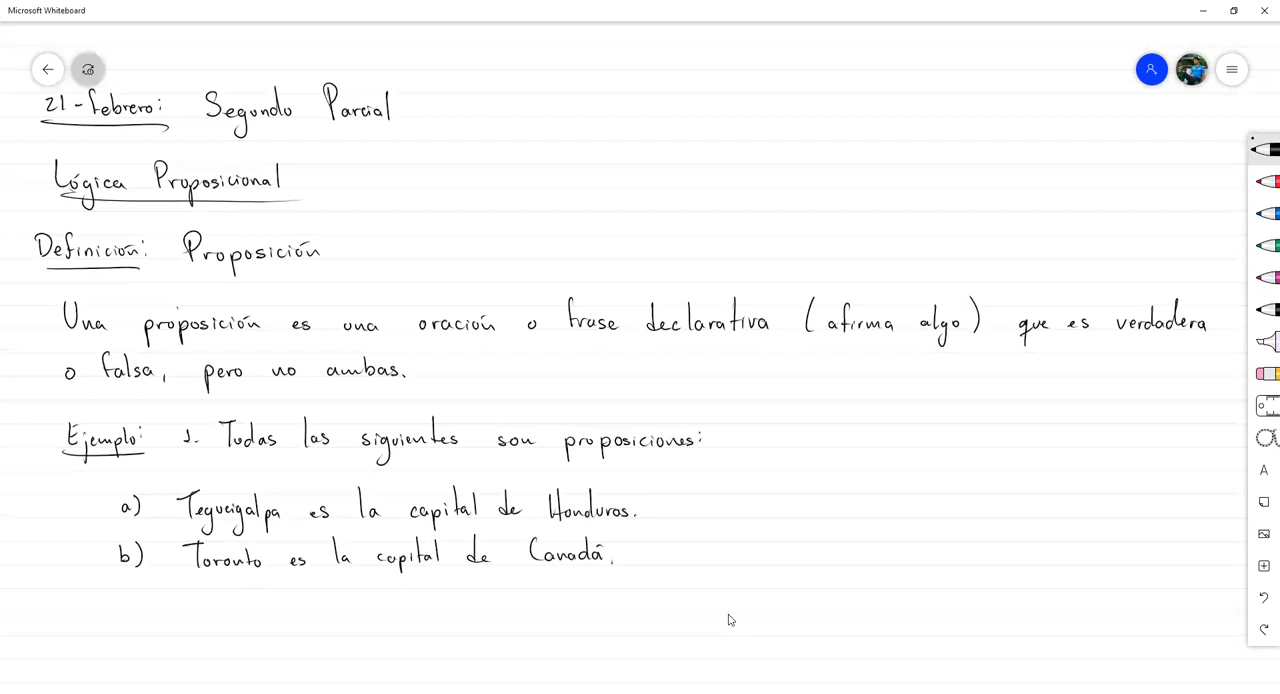 Microsoft Whiteboard
21-febrero: Segundo Parcial
Lógica Proposicional
Definición: Proposición
Una proposición es una oración o frase declarativa (afirma algo) que es verdadera
o falsa, pero no ambas.
Ejemplo: 1. Todas las siguientes son proposiciones:
a) Tegucigalpa es la capital de Honduras.
b) Toronto es la capital de Canadá.
A